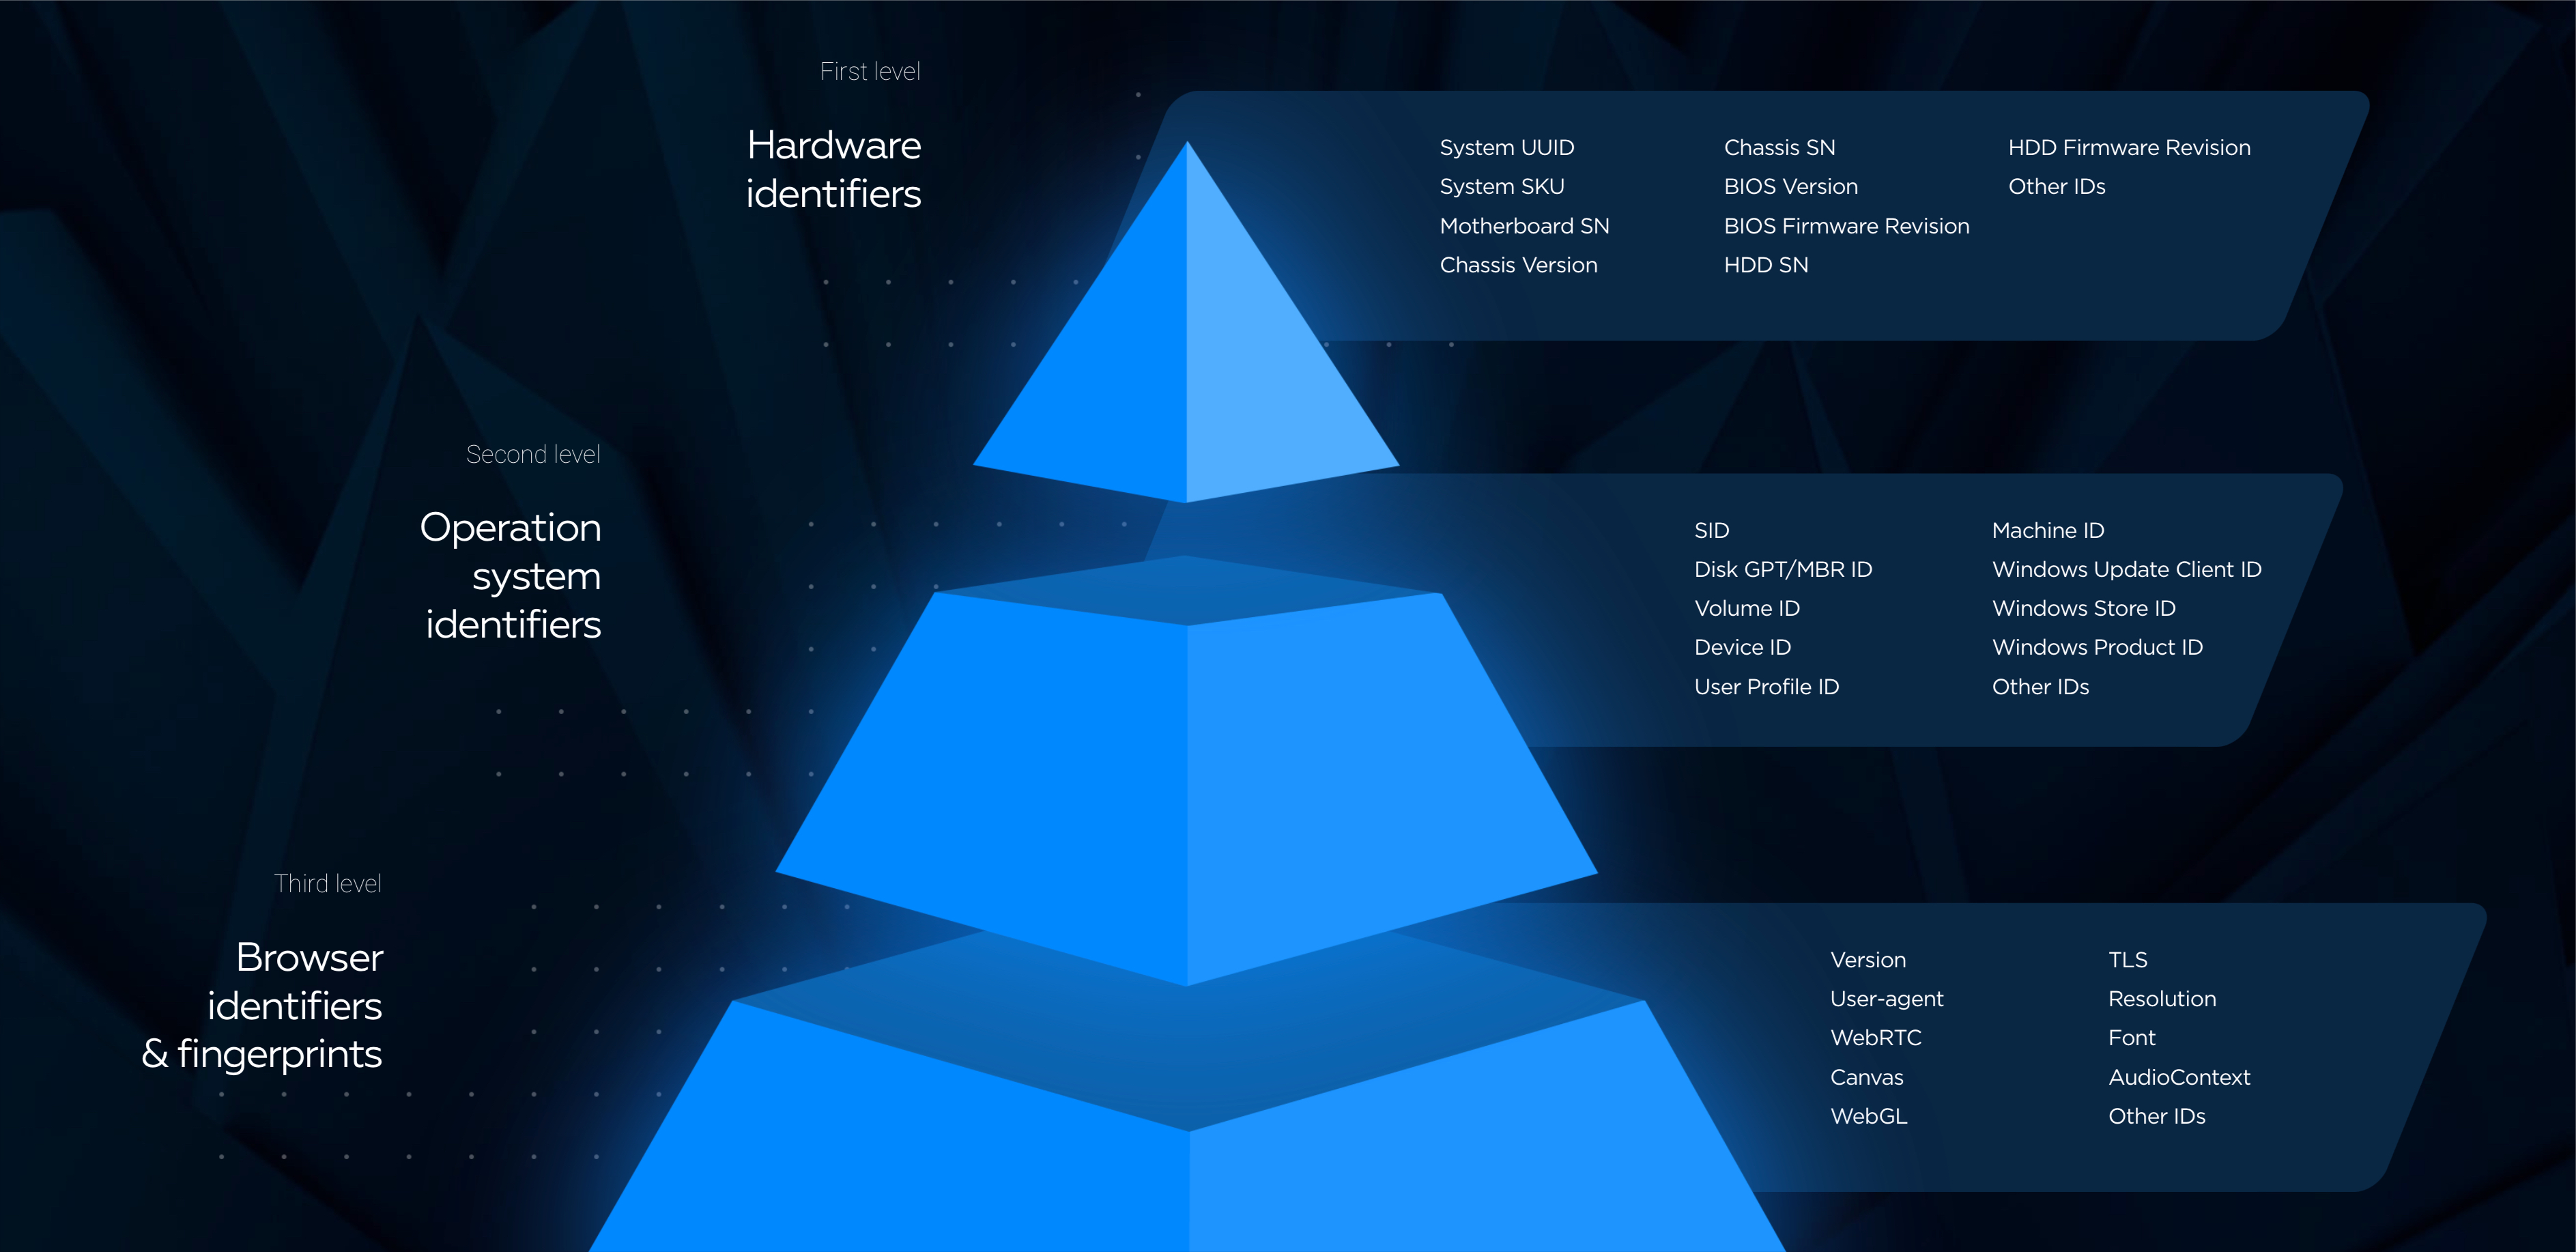 First level
Hardware
identifiers
System UUID
System SKU
Motherboard SN
Chassis Version
Chassis SN
BIOS Version
BIOS Firmware Revision
HDD SN
HDD Firmware Revision
Other IDs
Second level
Operation
system
identifiers
SID
Disk GPT/MBR ID
Volume ID
Device ID
User Profile ID
Machine ID
Windows Update Client ID
Windows Store ID
Windows Product ID
Other IDs
Third level
Browser
identifiers
& fingerprints
Version
User-agent
WebRTC
Canvas
WebGL
TLS
Resolution
Font
AudioContext
Other IDs